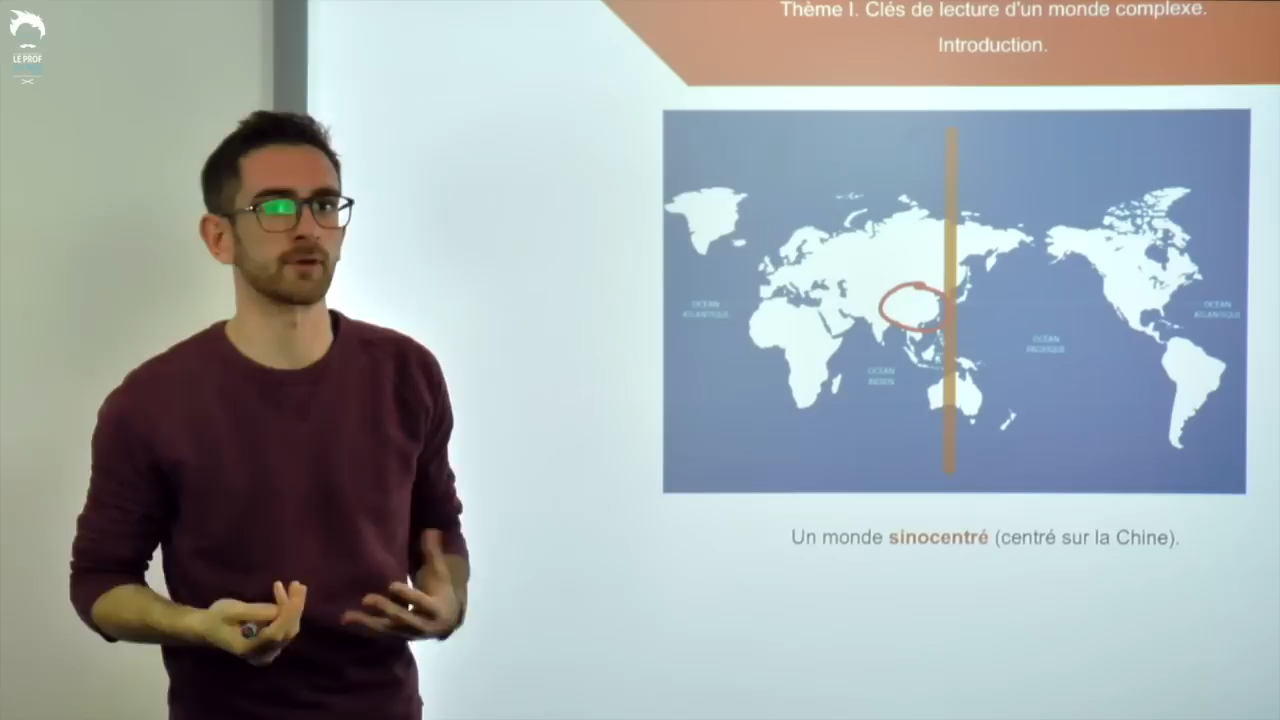 LE PROF
Thème I. Clés de lecture d'un monde complexe.
Introduction.
OCÉAN
ATLANTIQUE
OCÉAN
INDIEN
OCÉAN
PACIFIQUE
OCÉAN
ATLANTIQUE
Un monde sinocentré (centré sur la Chine).